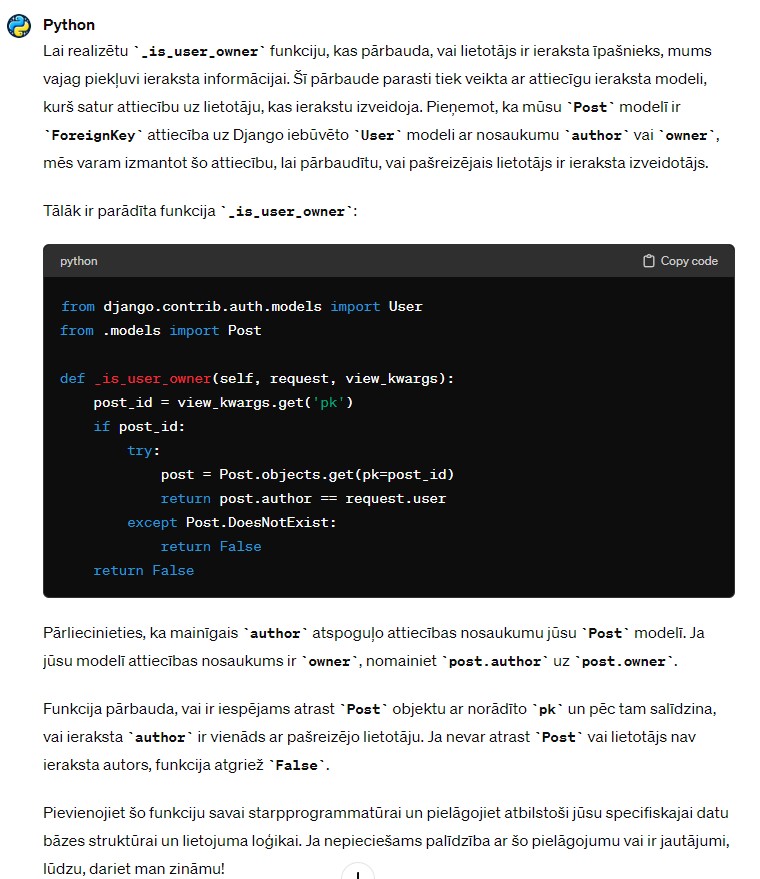 Python
Lai realizētu `_is_user_owner` funkciju, kas pārbauda, vai lietotājs ir ieraksta īpašnieks, mums
vajag piekļuvi ieraksta informācijai. Šī pārbaude parasti tiek veikta ar attiecīgu ieraksta modeli,
kurš satur attiecību uz lietotāju, kas ierakstu izveidoja. Pieņemot, ka mūsu `Post` modelī ir
`ForeignKey` attiecība uz Django iebūvēto `User` modeli ar nosaukumu `author` vai `owner`,
mēs varam izmantot šo attiecību, lai pārbaudītu, vai pašreizējais lietotājs ir ieraksta izveidotājs.
Tālāk ir parādīta funkcija `_is_user_owner`:
python Copy code
from django.contrib.auth.models import User
from .models import Post
def _is_user_owner(self, request, view_kwargs):
    post_id = view_kwargs.get('pk')
    if post_id:
        try:
            post = Post.objects.get(pk=post_id)
            return post.author == request.user
        except Post.DoesNotExist:
            return False
    return False
Pārliecinieties, ka mainīgais `author` atspoguļo attiecības nosaukumu jūsu `Post` modelī. Ja
jūsu modelī attiecības nosaukums ir `owner`, nomainiet `post.author` uz `post.owner`.
Funkcija pārbauda, vai ir iespējams atrast `Post` objektu ar norādīto `pk` un pēc tam salīdzina,
vai ieraksta `author` ir vienāds ar pašreizējo lietotāju. Ja nevar atrast `Post` vai lietotājs nav
ieraksta autors, funkcija atgriež `False`.
Pievienojiet šo funkciju savai starpprogrammatūrai un pielāgojiet atbilstoši jūsu specifiskajai datu
bāzes struktūrai un lietojuma loģikai. Ja nepieciešams palīdzība ar šo pielāgojumu vai ir jautājumi,
lūdzu, dariet man zināmu!